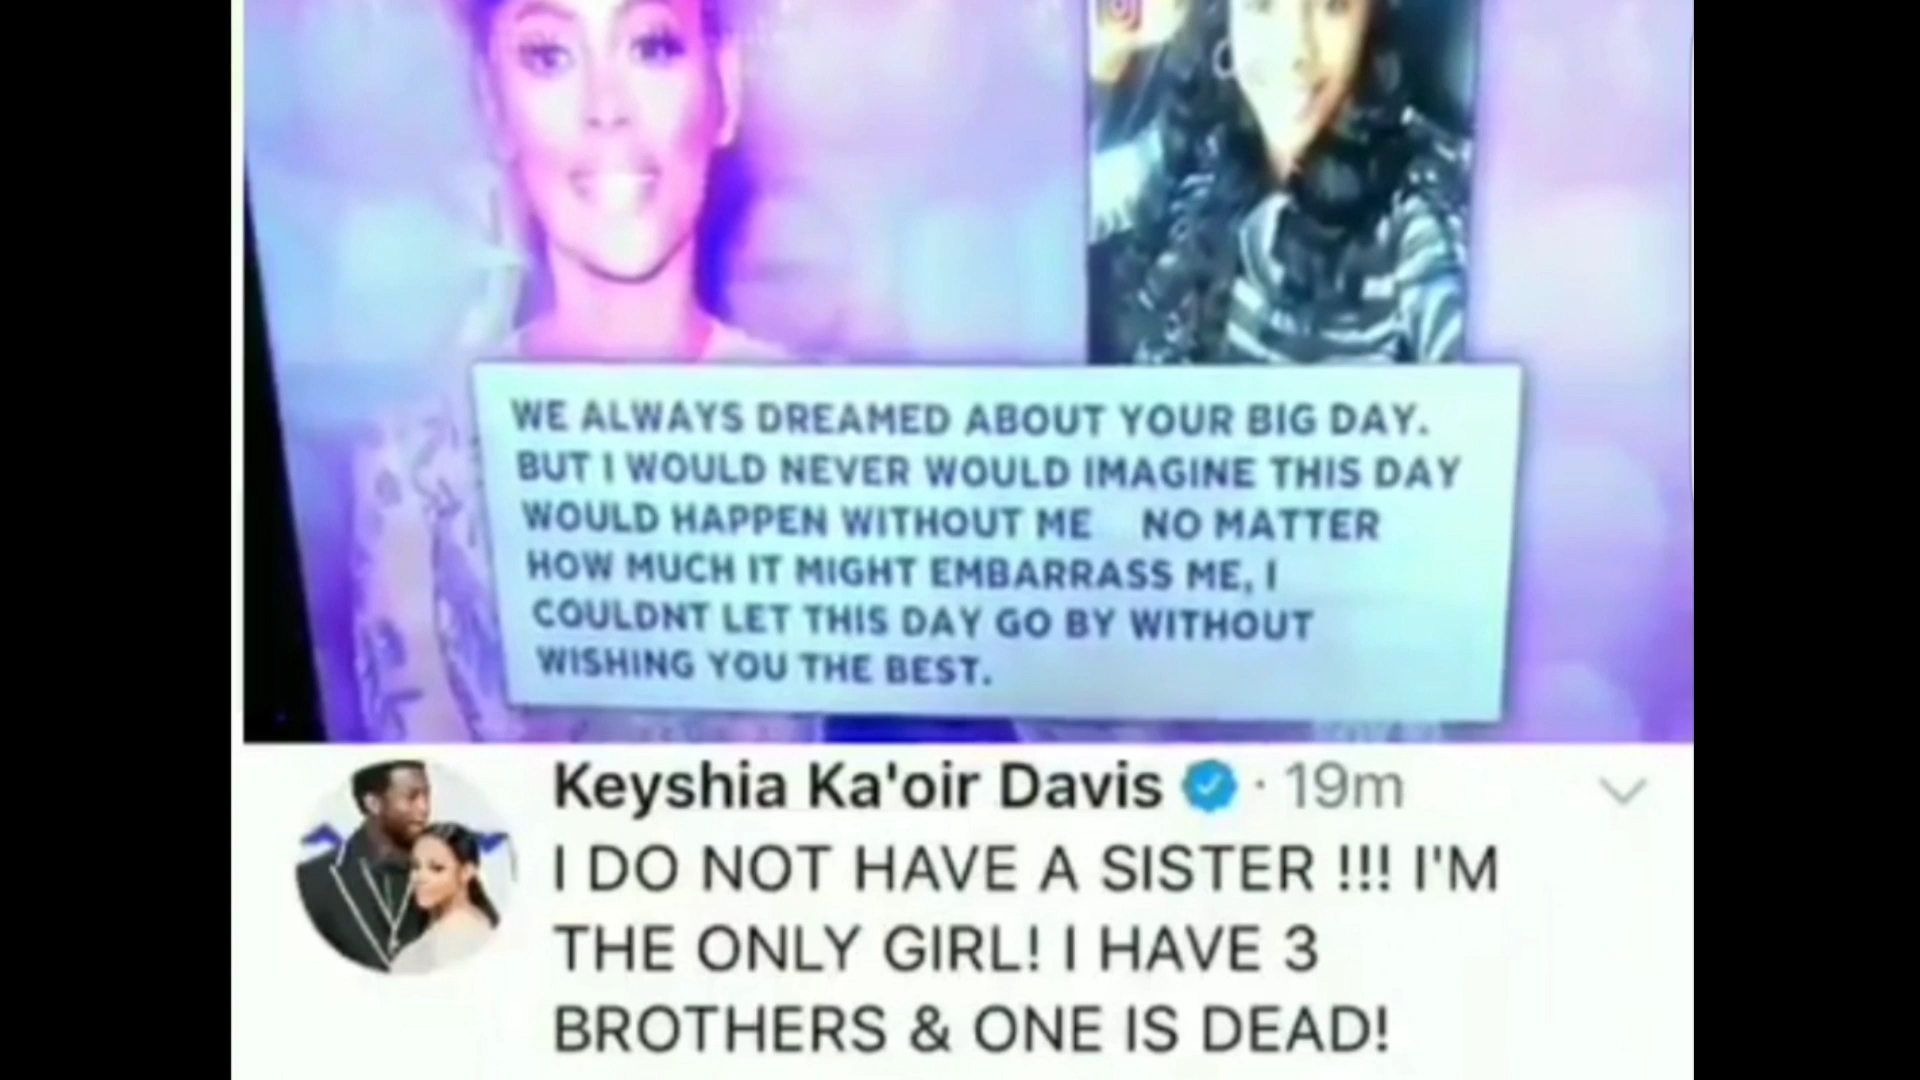 WE ALWAYS DREAMED ABOUT YOUR BIG DAY.
BUT I WOULD NEVER WOULD IMAGINE THIS DAY
WOULD HAPPEN WITHOUT ME NO MATTER
HOW MUCH IT MIGHT EMBARRASS ME, I
COULDNT LET THIS DAY GO BY WITHOUT
WISHING YOU THE BEST.
Keyshia Ka'oir Davis · 19m
I DO NOT HAVE A SISTER !!! I'M
THE ONLY GIRL! I HAVE 3
BROTHERS & ONE IS DEAD!